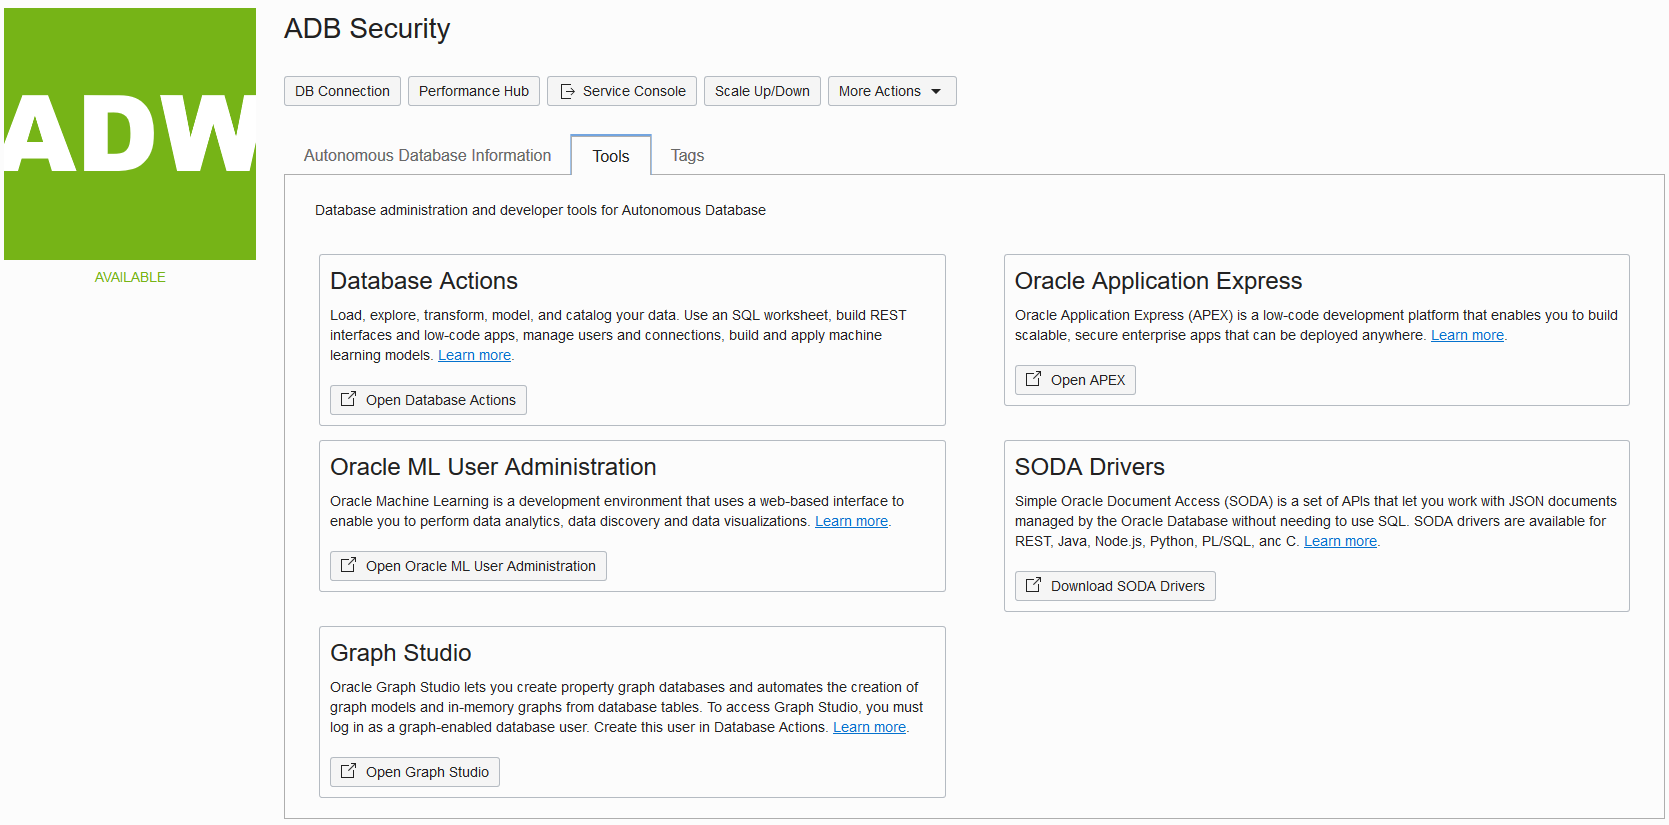 ADW
AVAILABLE
ADB Security
DB Connection
Performance Hub
Service Console
Scale Up/Down
More Actions
Autonomous Database Information
Tools
Tags
Database administration and developer tools for Autonomous Database
Database Actions
Load, explore, transform, model, and catalog your data. Use an SQL worksheet, build REST
interfaces and low-code apps, manage users and connections, build and apply machine
learning models. Learn more.
Open Database Actions
Oracle Application Express
Oracle Application Express (APEX) is a low-code development platform that enables you to build
scalable, secure enterprise apps that can be deployed anywhere. Learn more.
Open APEX
Oracle ML User Administration
Oracle Machine Learning is a development environment that uses a web-based interface to
enable you to perform data analytics, data discovery and data visualizations. Learn more.
Open Oracle ML User Administration
SODA Drivers
Simple Oracle Document Access (SODA) is a set of APIs that let you work with JSON documents
managed by the Oracle Database without needing to use SQL. SODA drivers are available for
REST, Java, Node.js, Python, PL/SQL, anc C. Learn more.
Download SODA Drivers
Graph Studio
Oracle Graph Studio lets you create property graph databases and automates the creation of
graph models and in-memory graphs from database tables. To access Graph Studio, you must
log in as a graph-enabled database user. Create this user in Database Actions. Learn more.
Open Graph Studio